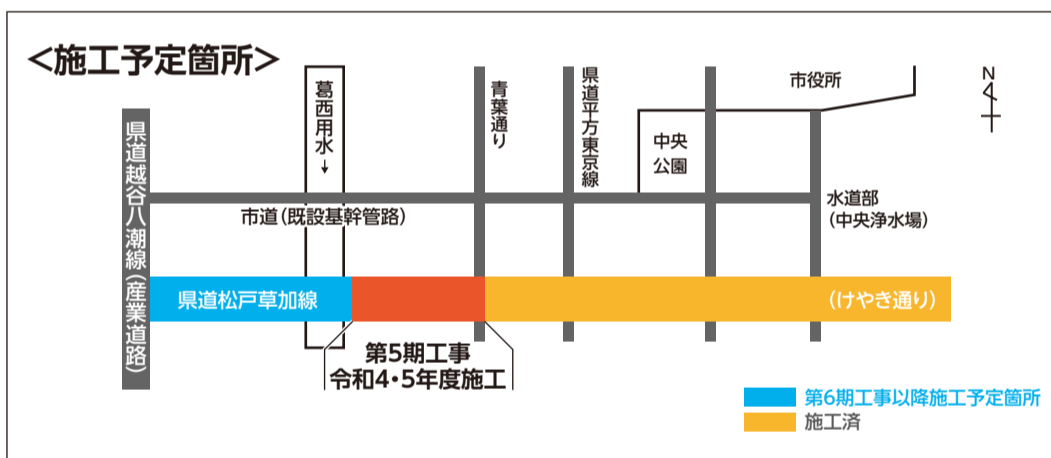 <施工予定箇所>
葛西用水
↓
青葉通り
県道平方東京線
市役所
N
中央
公園
県道越谷八潮線(産業道路)
市道(既設基幹管路)
水道部
(中央浄水場)
県道松戸草加線
(けやき通り)
第5期工事
令和4・5年度施工
第6期工事以降施工予定箇所
施工済